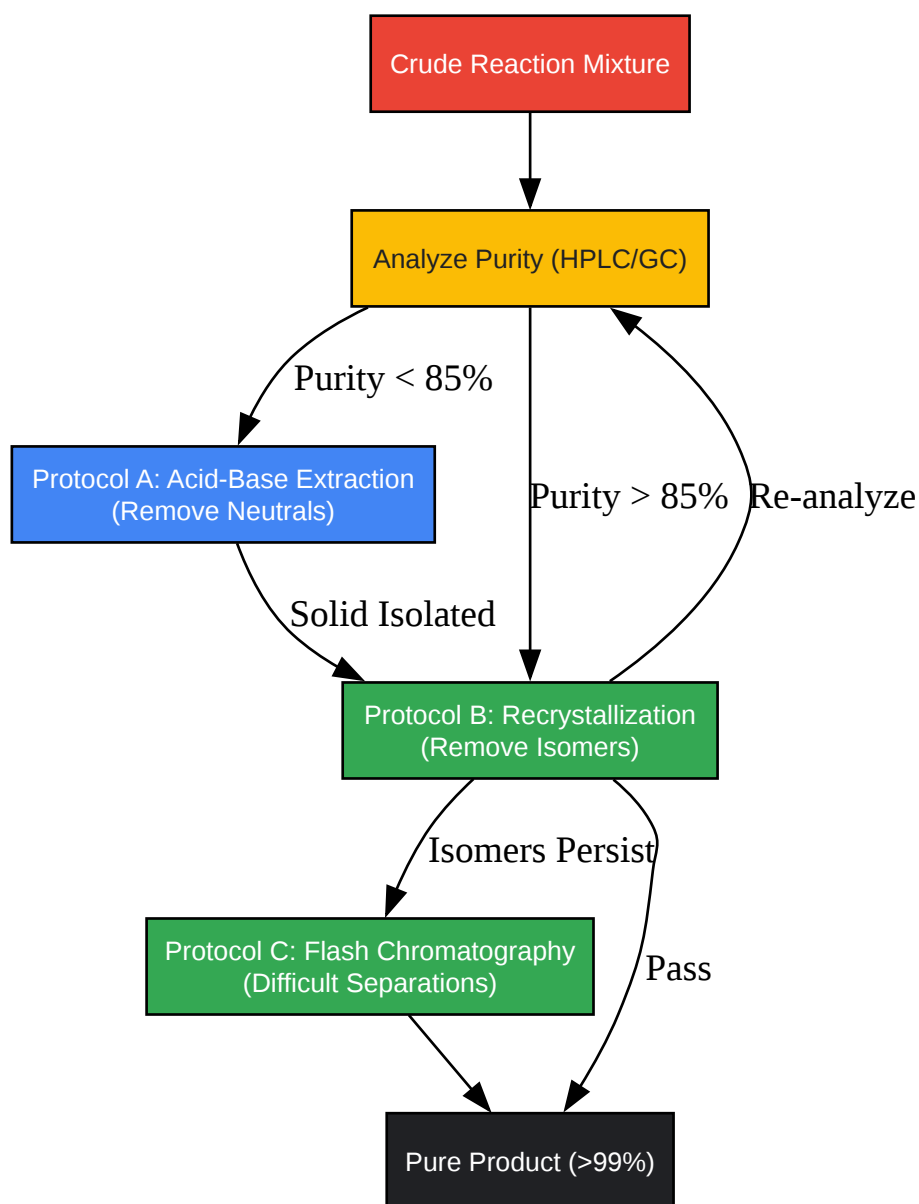 Crude Reaction Mixture
Analyze Purity (HPLC/GC)
Purity < 85%
Protocol A: Acid-Base Extraction
(Remove Neutrals)
Purity > 85%
Re-analyze
Solid Isolated
Protocol B: Recrystallization
(Remove Isomers)
Isomers Persist
Protocol C: Flash Chromatography
(Difficult Separations)
Pass
Pure Product (>99%)